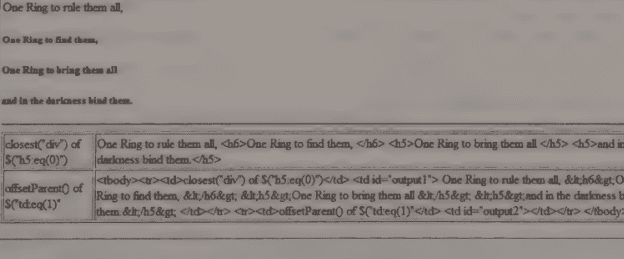 One Ring to rule them all,
One Ring to find them,
One Ring to bring them all
and in the darkness bind them.
closest("div") of
$("h5:eq(0)")
One Ring to rule them all, <h6>One Ring to find them, </h6> <h5>One Ring to bring them all </h5> <h5>and in
darkness bind them.</h5>
offsetParent() of
$("td:eq(1)"
<tbody><tr><td>closest("div") of $("h5:eq(0)")</td> <td id="output1"> One Ring to rule them all, &lt;h6&gt;O
Ring to find them, &lt;/h6&gt; &lt;h5&gt;One Ring to bring them all &lt;/h5&gt; &lt;h5&gt;and in the darkness b
them.&lt;/h5&gt; </td></tr> <tr><td>offsetParent() of $("td:eq(1)"</td> <td id="output2"></td></tr> </tbody>